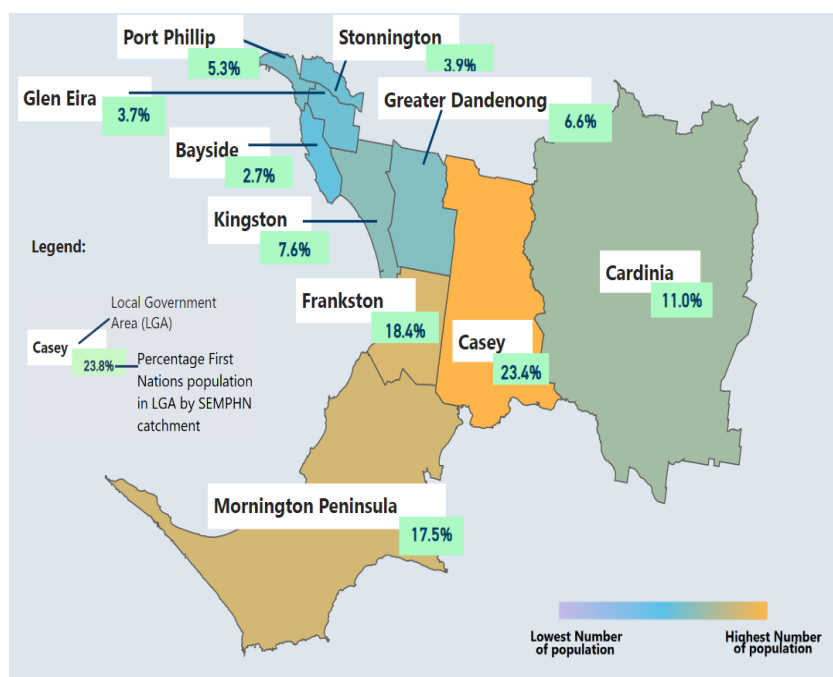 Port Phillip
5.3%
Stonnington
3.9%
Glen Eira
3.7%
Greater Dandenong
6.6%
Bayside
2.7%
Kingston
7.6%
Legend:
Local Government
Area (LGA)
Casey
23.8%
Percentage First
Nations population
in LGA by SEMPHN
catchment
Frankston
18.4%
Casey
23.4%
Cardinia
11.0%
Mornington Peninsula
17.5%
Lowest Number
of population
Highest Number
of population